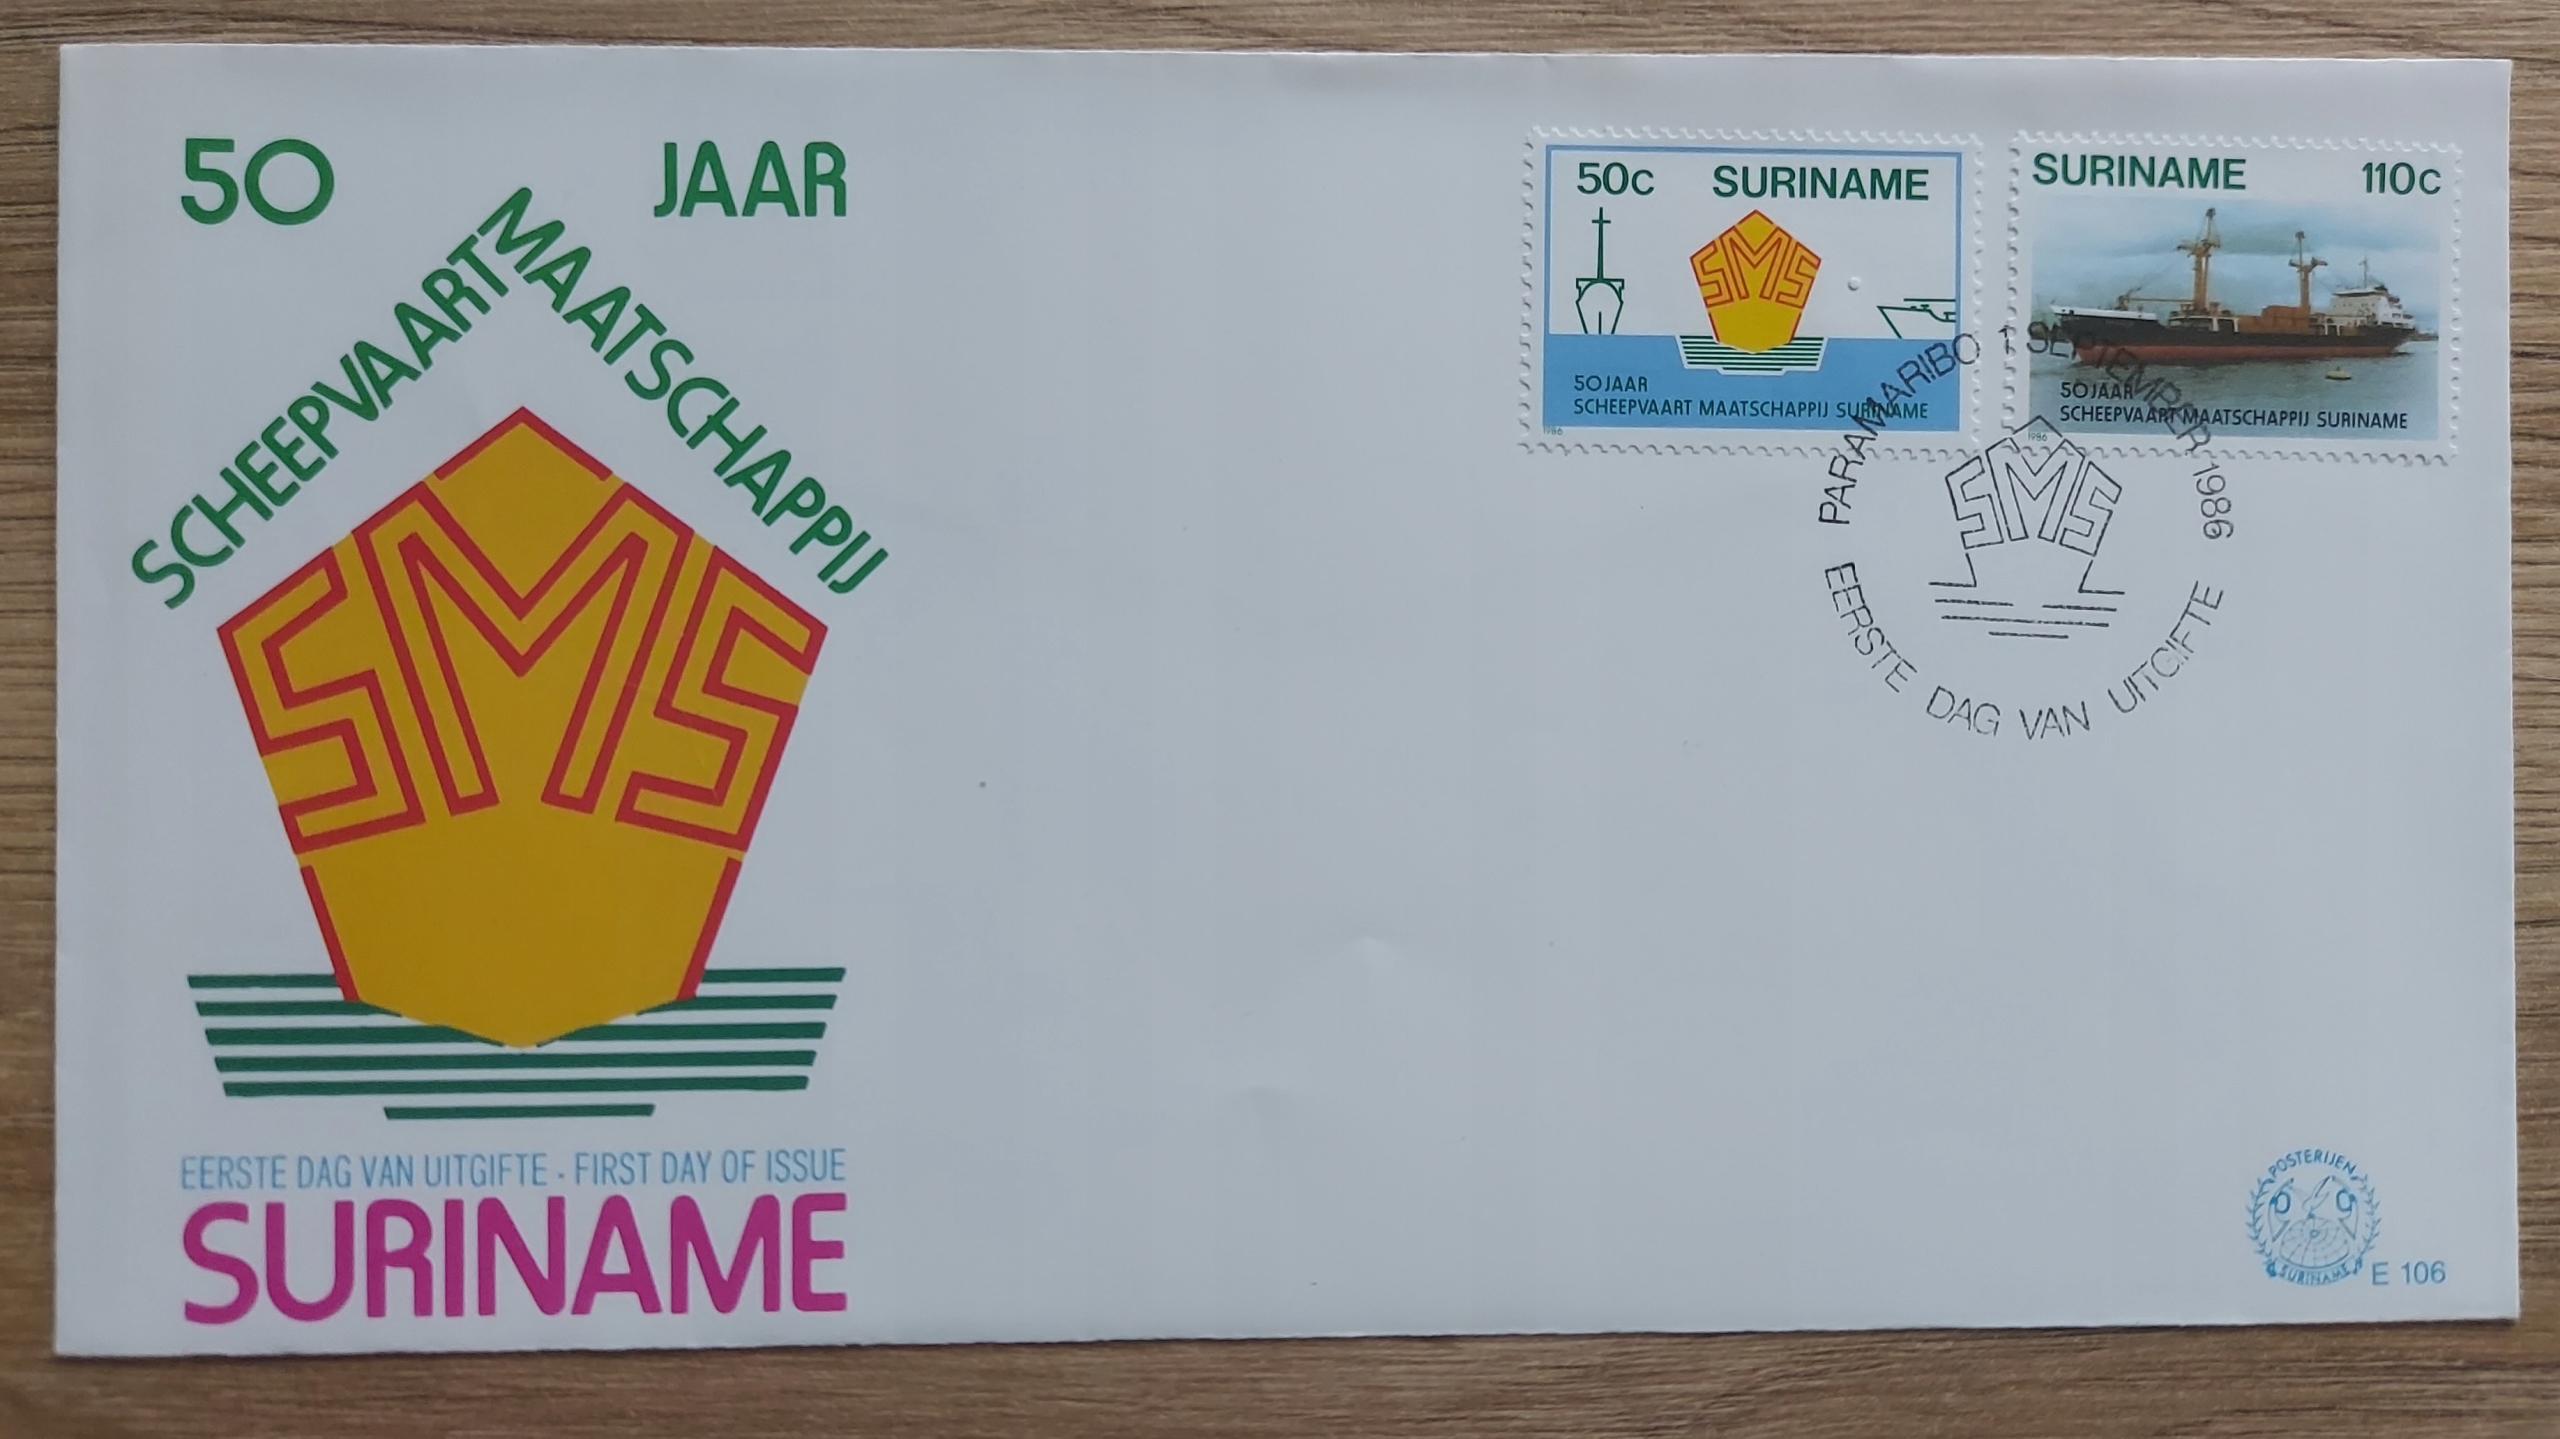 50 JAAR
SCHEEPVAART MAATSCHAPPIJ
SMS
EERSTE DAG VAN UITGIFTE - FIRST DAY OF ISSUE
SURINAME
50c SURINAME
SMS
50 JAAR
SCHEEPVAART MAATSCHAPPIJ SURINAME
1986
SURINAME 110c
50 JAAR
SCHEEPVAART MAATSCHAPPIJ SURINAME
1986
PARAMARIBO 1 SEPTEMBER 1986
SMS
EERSTE DAG VAN UITGIFTE
POSTERIJEN
SURINAME
E 106